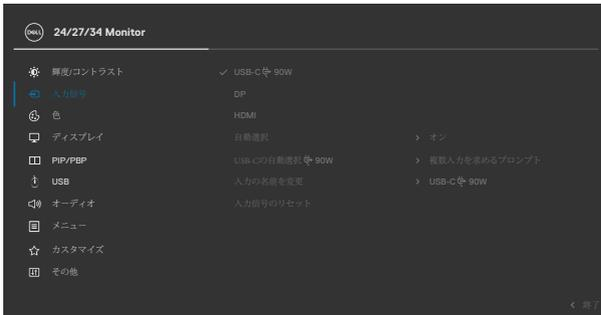 DELL 24/27/34 Monitor
輝度/コントラスト ✓ USB-C 90W
入力信号 DP
色 HDMI
ディスプレイ 自動選択 > オン
PIP/PBP USB-Cの自動選択 90W > 複数入力を求めるプロンプト
USB 入力の名前を変更 > USB-C 90W
オーディオ 入力信号のリセット
メニュー
カスタマイズ
その他
< 終了